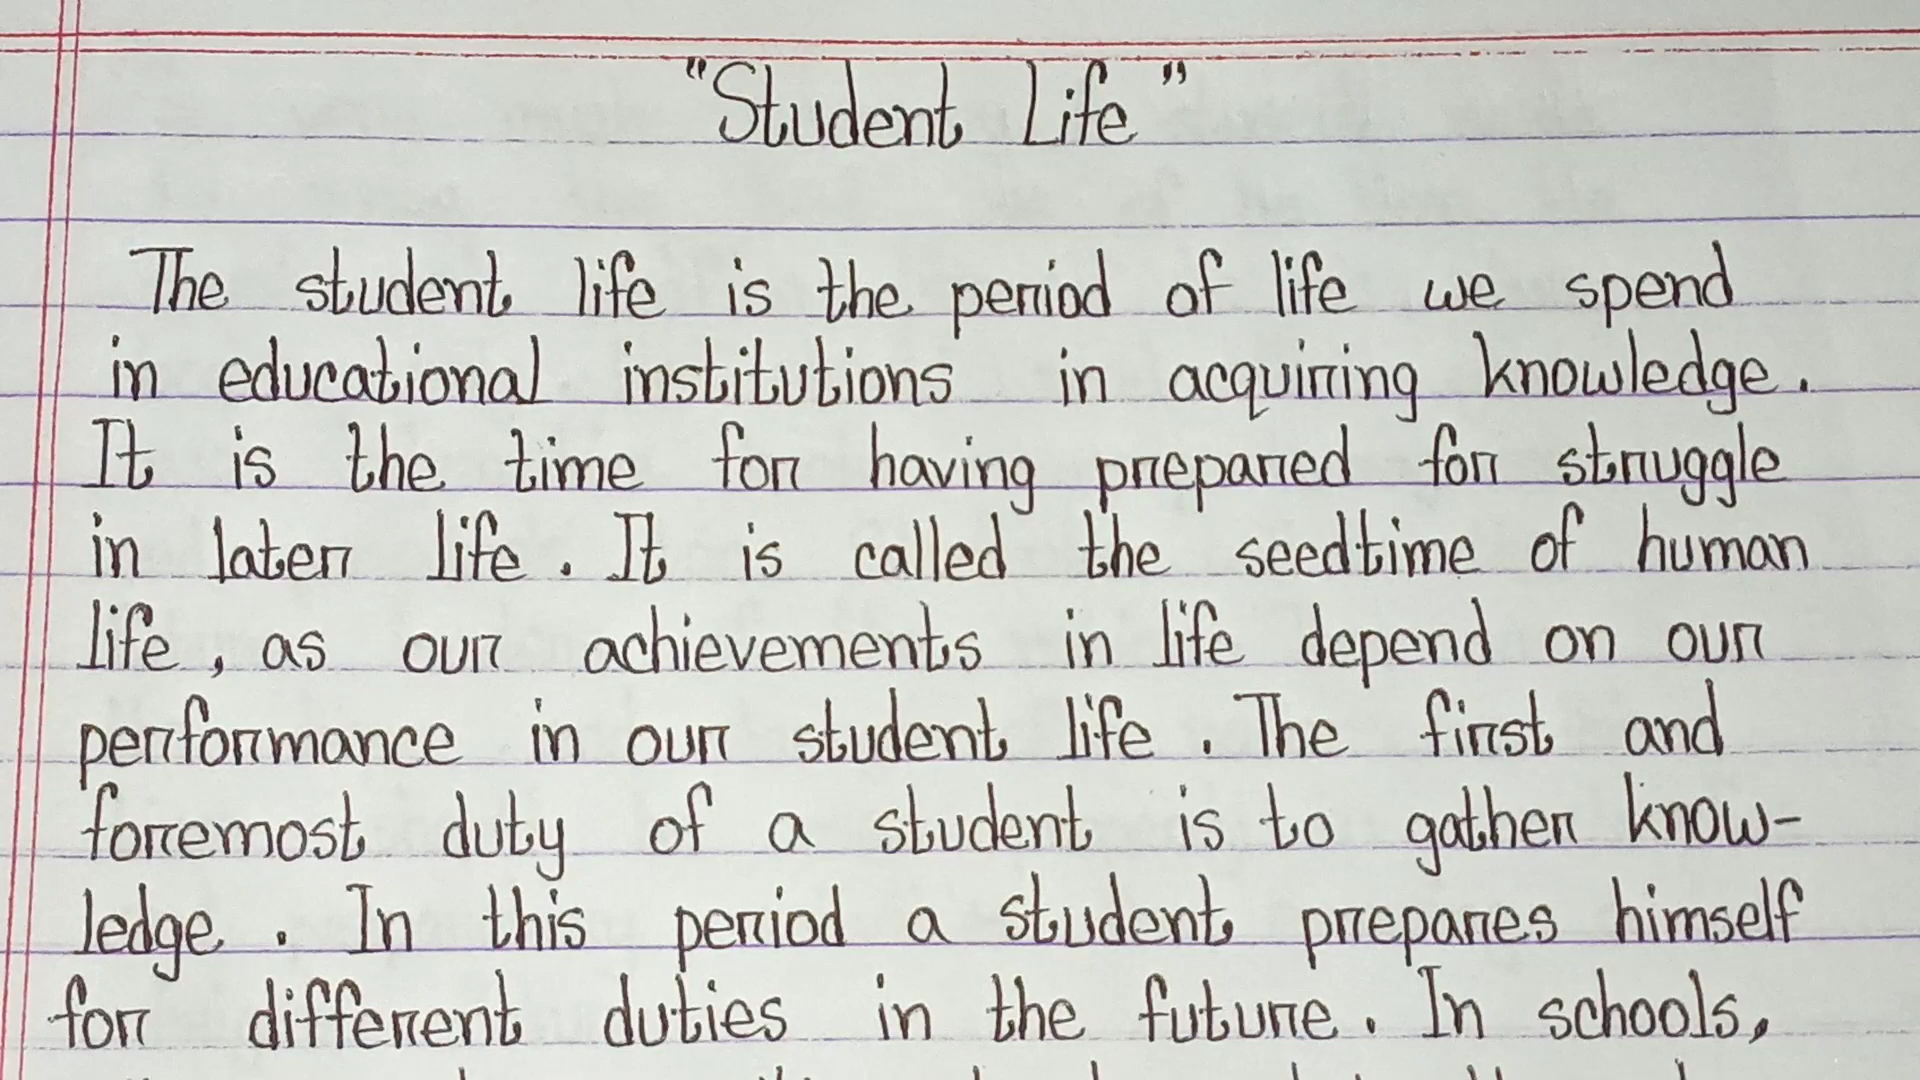 "Student Life"
The student life is the period of life we spend
in educational institutions in acquiring knowledge.
It is the time for having prepared for struggle
in later life. It is called the seedtime of human
life, as our achievements in life depend on our
performance in our student life. The first and
foremost duty of a student is to gather know-
ledge. In this period a student prepares himself
for different duties in the future. In schools,